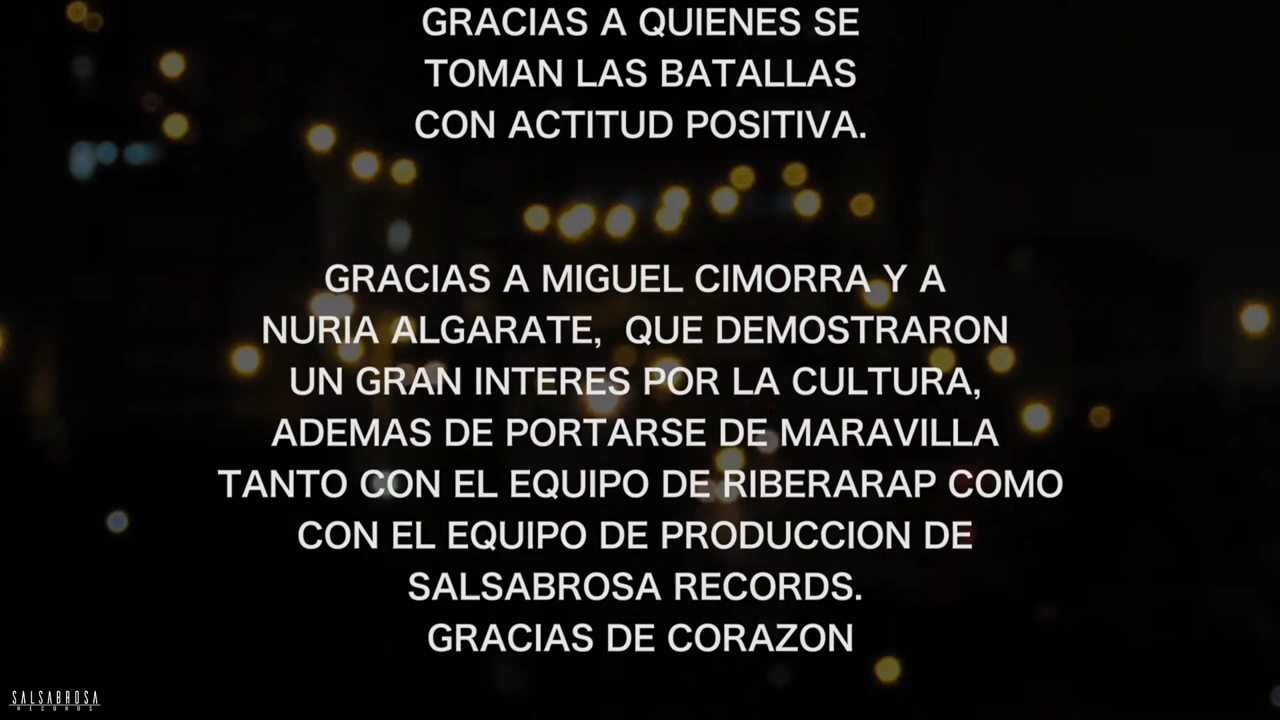 GRACIAS A QUIENES SE
TOMAN LAS BATALLAS
CON ACTITUD POSITIVA.
GRACIAS A MIGUEL CIMORRA Y A
NURIA ALGARATE, QUE DEMOSTRARON
UN GRAN INTERES POR LA CULTURA,
ADEMAS DE PORTARSE DE MARAVILLA
TANTO CON EL EQUIPO DE RIBERARAP COMO
CON EL EQUIPO DE PRODUCCION DE
SALSABROSA RECORDS.
GRACIAS DE CORAZON
SALSABROSA
RECORDS